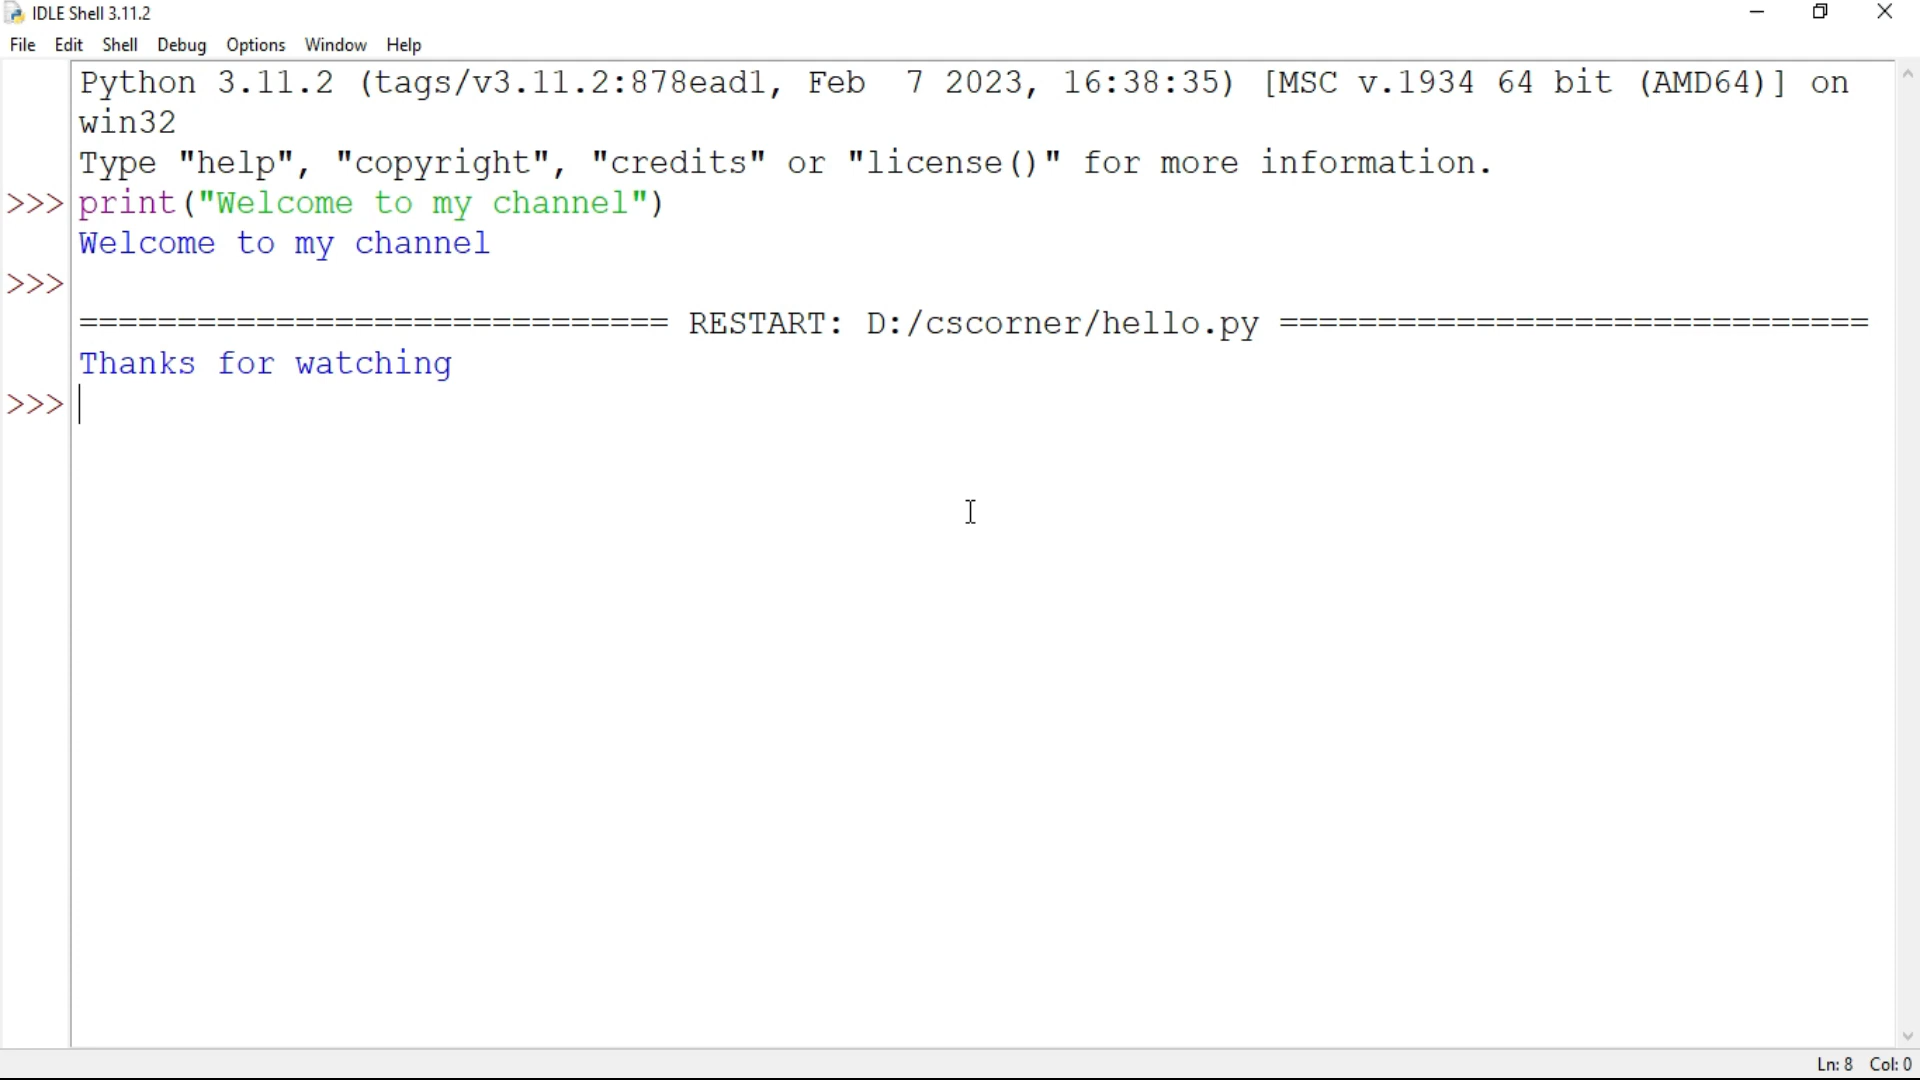 IDLE Shell 3.11.2
File Edit Shell Debug Options Window Help
Python 3.11.2 (tags/v3.11.2:878ead1, Feb  7 2023, 16:38:35) [MSC v.1934 64 bit (AMD64)] on
win32
Type "help", "copyright", "credits" or "license()" for more information.
>>> print("Welcome to my channel")
Welcome to my channel
>>>
============================== RESTART: D:/cscorner/hello.py ==============================
Thanks for watching
>>>
Ln: 8 Col: 0